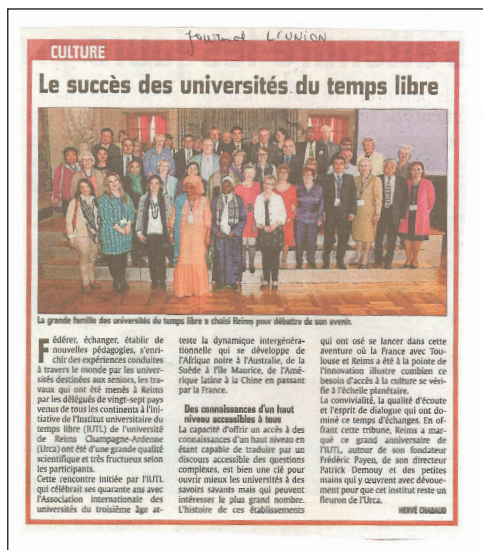 Journal L'UNION
CULTURE
Le succès des universités du temps libre
La grande famille des universités du temps libre a choisi Reims pour débattre de son avenir.
Fédérer, échanger, établir de
nouvelles pédagogies, s'enri-
chir des expériences conduites
à travers le monde par les univer-
sités destinées aux seniors, les tra-
vaux qui ont été menés à Reims
par les délégués de vingt-sept pays
venus de tous les continents à l'ini-
tiative de l'Institut universitaire du
temps libre (IUTL) de l'université
de Reims Champagne-Ardenne
(Urca) ont été d'une grande qualité
scientifique et très fructueux selon
les participants.
Cette rencontre initiée par l'IUTL
qui célébrait ses quarante ans avec
l'Association internationale des
universités du troisième âge at-
teste la dynamique intergénéra-
tionnelle qui se développe de
l'Afrique noire à l'Australie, de la
Suède à l'île Maurice, de l'Amé-
rique latine à la Chine en passant
par la France.
Des connaissances d'un haut
niveau accessibles à tous
La capacité d'offrir un accès à des
connaissances d'un haut niveau en
étant capable de traduire par un
discours accessible des questions
complexes, est bien une clé pour
ouvrir mieux les universités à des
savoirs savants mais qui peuvent
intéresser le plus grand nombre.
L'histoire de ces établissements
qui ont osé se lancer dans cette
aventure où la France avec Tou-
louse et Reims a été à la pointe de
l'innovation illustre combien ce
besoin d'accès à la culture se véri-
fie à l'échelle planétaire.
La convivialité, la qualité d'écoute
et l'esprit de dialogue qui ont do-
miné ce temps d'échanges. En of-
frant cette tribune, Reims a mar-
qué ce grand anniversaire de
l'IUTL, autour de son fondateur
Frédéric Payen, de son directeur
Patrick Demouy et des petites
mains qui y œuvrent avec dévoue-
ment pour que cet institut reste un
fleuron de l'Urca.
HERVÉ CHABAUD